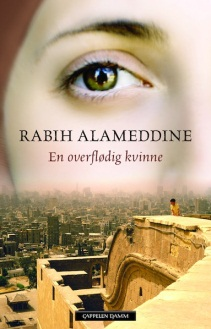 RABIH ALAMEDDINE
En overflødig kvinne
CAPPELEN DAMM